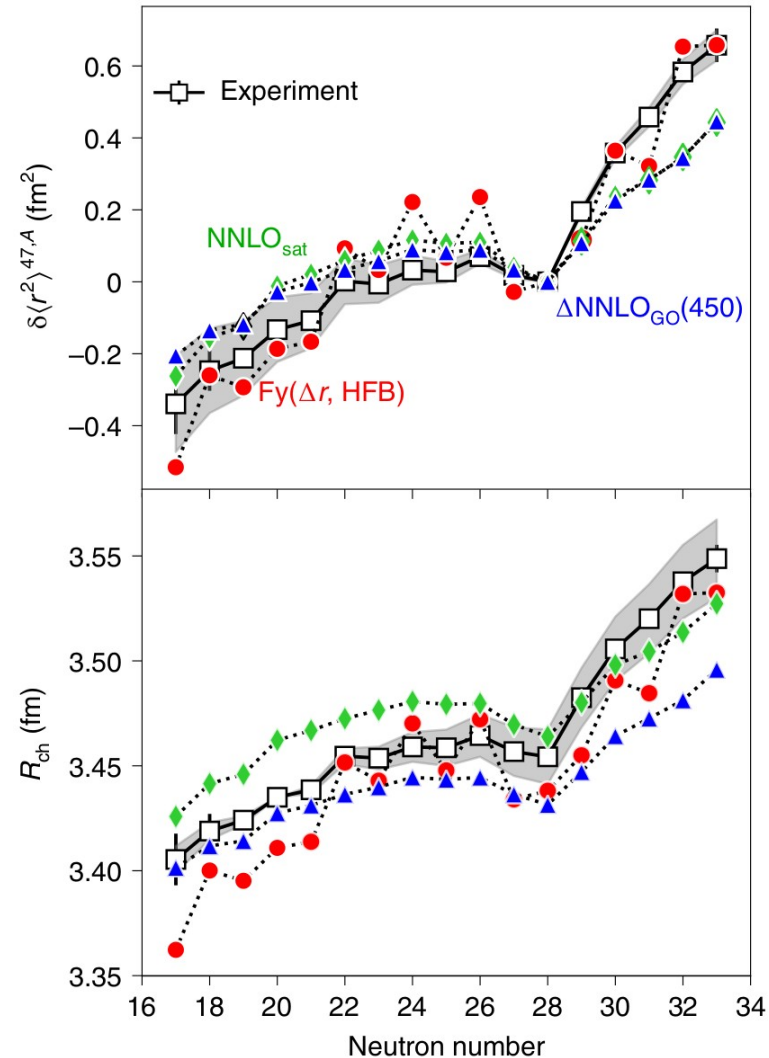 0.6
0.4
0.2
0
−0.2
−0.4
δ⟨r²⟩⁴⁷,ᴬ (fm²)
Experiment
NNLOsat
ΔNNLOGO(450)
Fy(Δr, HFB)
3.55
3.50
3.45
3.40
3.35
Rch (fm)
16 18 20 22 24 26 28 30 32 34
Neutron number